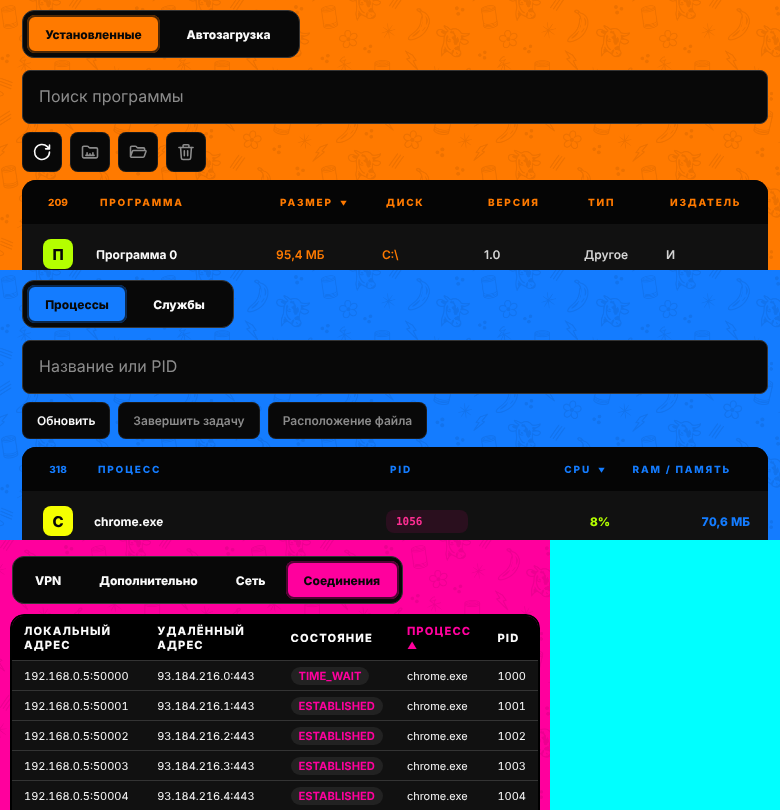 Установленные Автозагрузка
Поиск программы
209 ПРОГРАММА РАЗМЕР ▼ ДИСК ВЕРСИЯ ТИП ИЗДАТЕЛЬ
П Программа 0 95,4 МБ C:\ 1.0 Другое И
Процессы Службы
Название или PID
Обновить Завершить задачу Расположение файла
318 ПРОЦЕСС PID CPU ▼ RAM / ПАМЯТЬ
C chrome.exe 1056 8% 70,6 МБ
VPN Дополнительно Сеть Соединения
ЛОКАЛЬНЫЙ АДРЕС УДАЛЁННЫЙ АДРЕС СОСТОЯНИЕ ПРОЦЕСС ▲ PID
192.168.0.5:50000 93.184.216.0:443 TIME_WAIT chrome.exe 1000
192.168.0.5:50001 93.184.216.1:443 ESTABLISHED chrome.exe 1001
192.168.0.5:50002 93.184.216.2:443 ESTABLISHED chrome.exe 1002
192.168.0.5:50003 93.184.216.3:443 ESTABLISHED chrome.exe 1003
192.168.0.5:50004 93.184.216.4:443 ESTABLISHED chrome.exe 1004